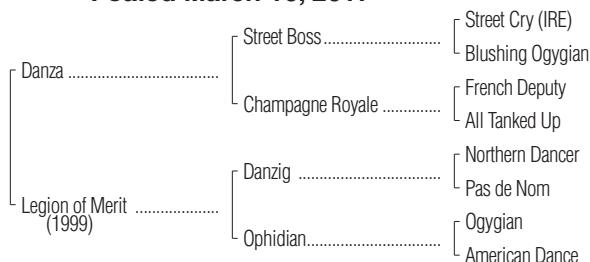 Foaled March 2017
Street Cry (IRE)
Street Boss..............................
Blushing Ogygian
Danza ......................................
French Deputy
Champagne Royale ..............
All Tanked Up
Northern Dancer
Danzig ....................................
Pas de Nom
Legion of Merit .....................
(1999)
Ogygian
Ophidian..................................
American Dance